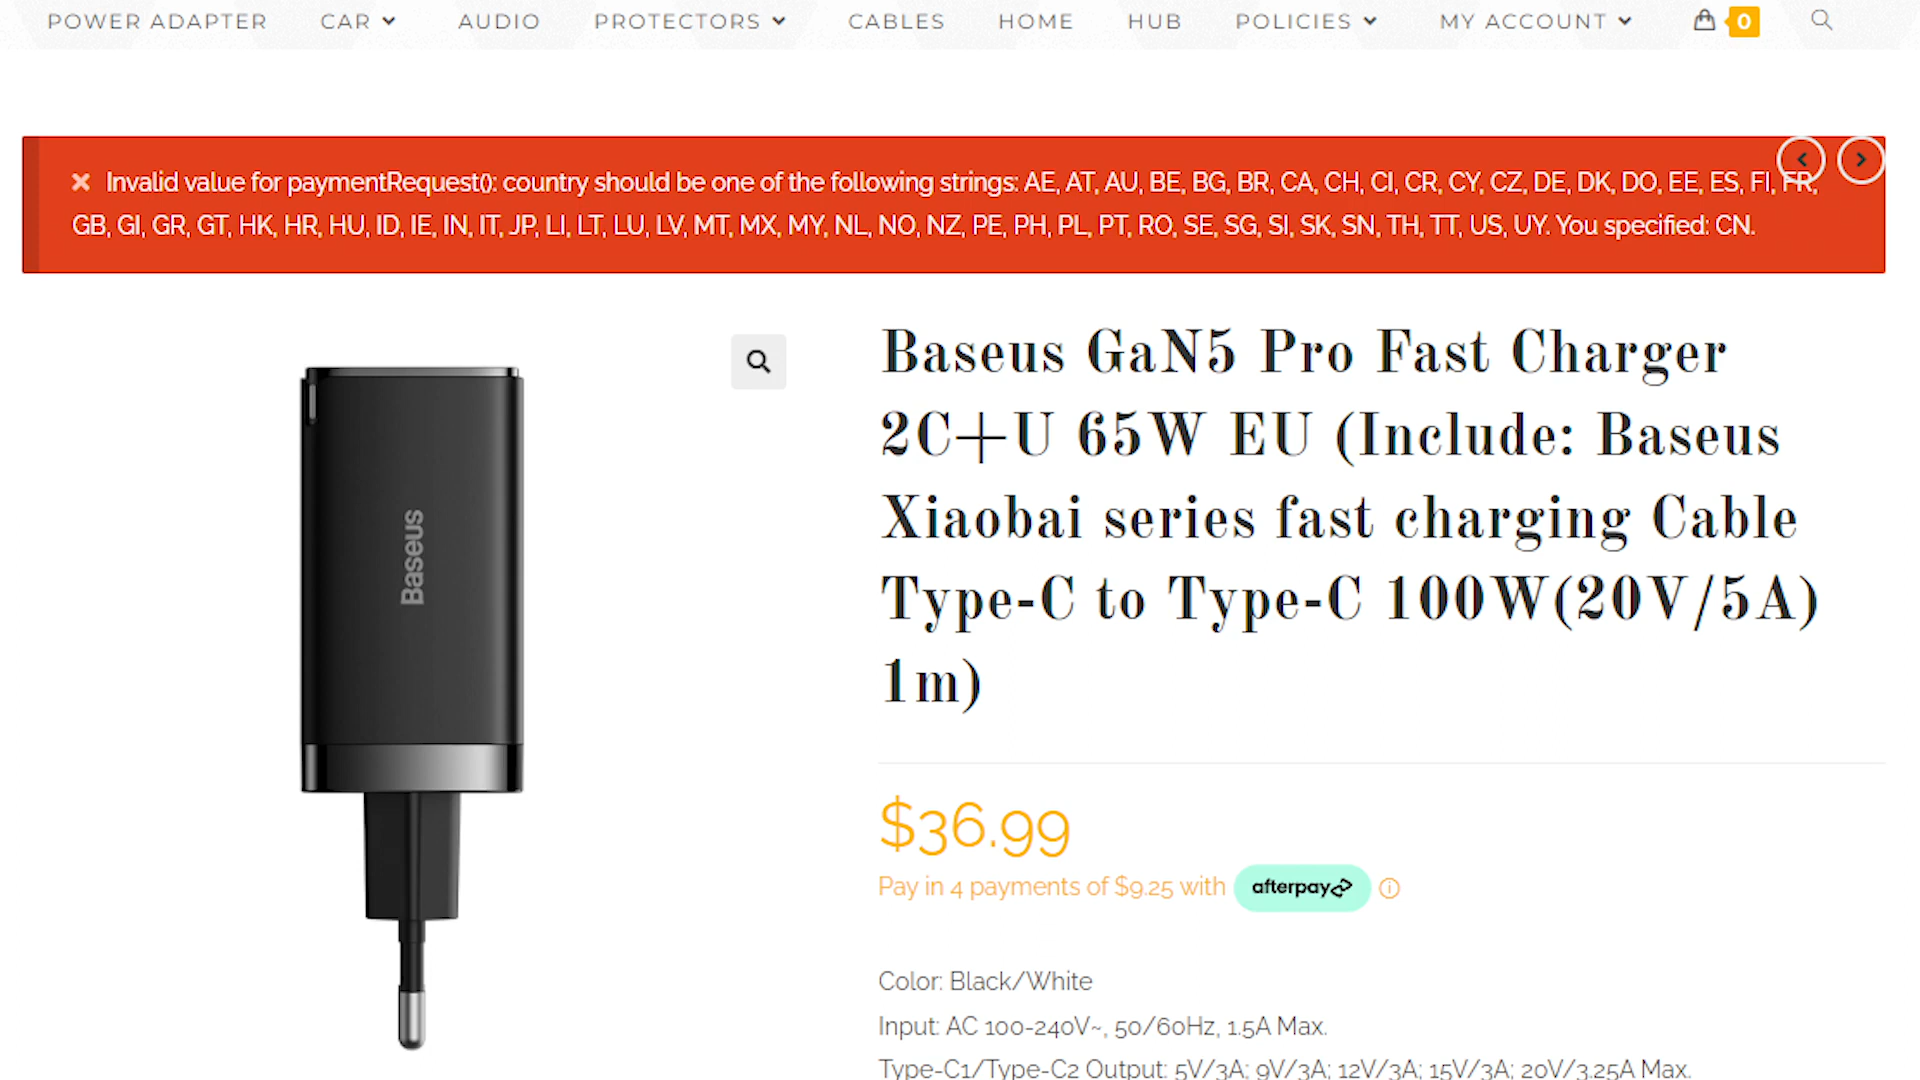 POWER ADAPTER CAR AUDIO PROTECTORS CABLES HOME HUB POLICIES MY ACCOUNT 0
Invalid value for paymentRequest(): country should be one of the following strings: AE, AT, AU, BE, BG, BR, CA, CH, CI, CR, CY, CZ, DE, DK, DO, EE, ES, FI, FR,
GB, GI, GR, GT, HK, HR, HU, ID, IE, IN, IT, JP, LI, LT, LU, LV, MT, MX, MY, NL, NO, NZ, PE, PH, PL, PT, RO, SE, SG, SI, SK, SN, TH, TT, US, UY. You specified: CN.
Baseus
Baseus GaN5 Pro Fast Charger
2C+U 65W EU (Include: Baseus
Xiaobai series fast charging Cable
Type-C to Type-C 100W(20V/5A)
1m)
$36.99
Pay in 4 payments of $9.25 with afterpay
Color: Black/White
Input: AC 100-240V~, 50/60Hz, 1.5A Max.
Type-C1/Type-C2 Output: 5V/3A; 9V/3A; 12V/3A; 15V/3A; 20V/3.25A Max.